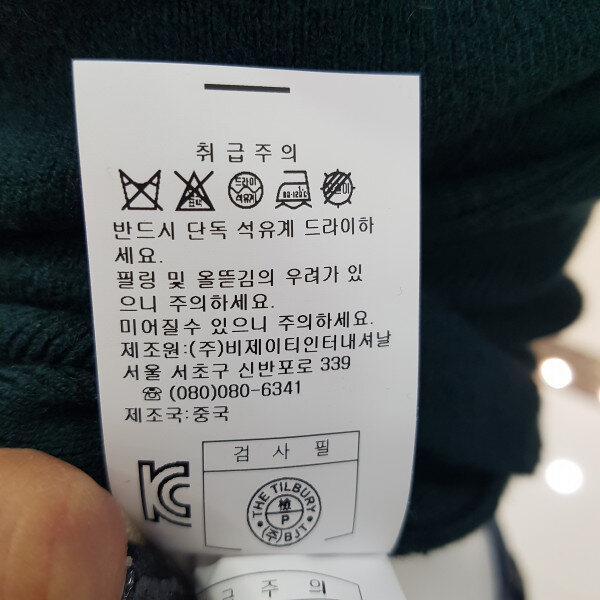 취급주의
드라이
석유계
80-120˚C
반드시 단독 석유계 드라이하
세요.
필링 및 올뜯김의 우려가 있
으니 주의하세요.
미어질수 있으니 주의하세요.
제조원:(주)비제이티인터내셔날
서울 서초구 신반포로 339
☏ (080)080-6341
제조국:중국
검 사 필
THE TILBURY
檢
P
(주)BJT
급 주 의